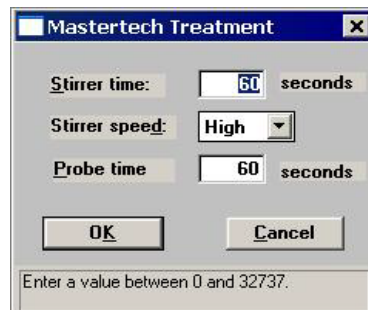 Mastertech Treatment
Stirrer time: 60 seconds
Stirrer speed: High
Probe time 60 seconds
OK Cancel
Enter a value between 0 and 32737.